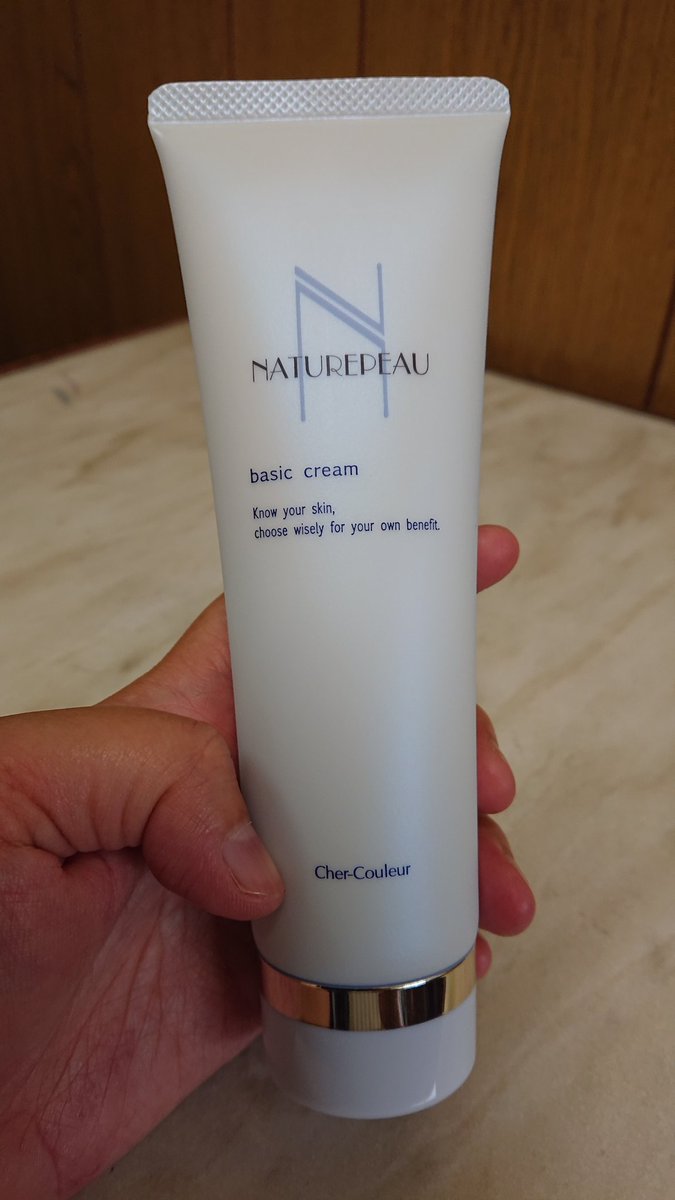 N
NATUREPEAU
basic cream
Know your skin,
choose wisely for your own benefit.
Cher-Couleur